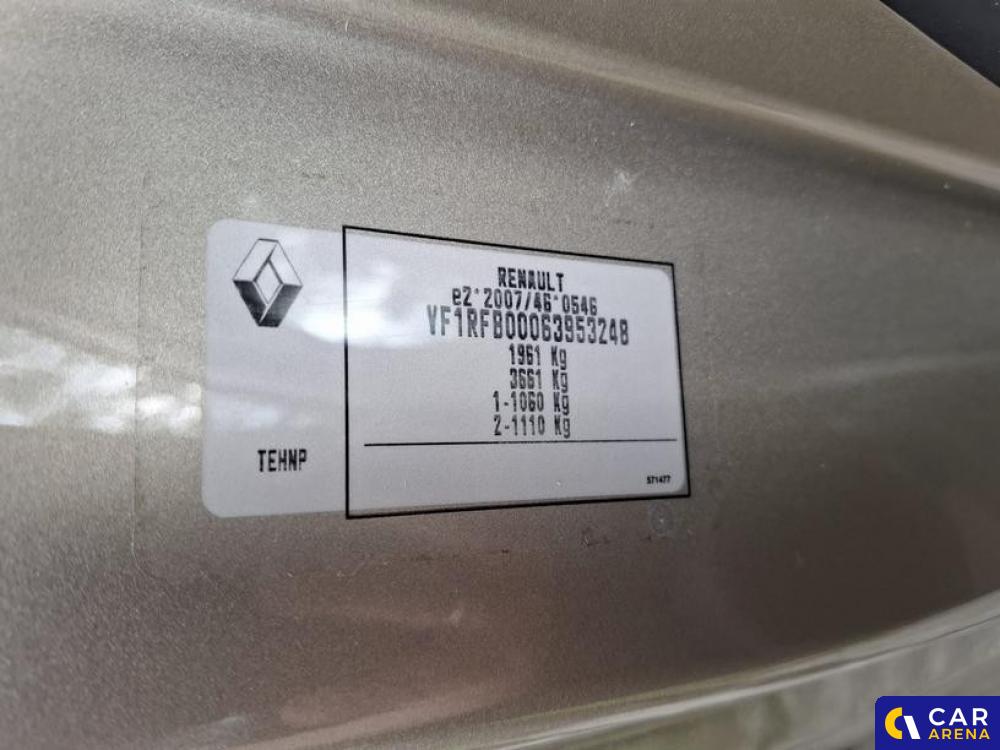 RENAULT
e2*2007/46*0546
VF1RFB00063953248
1961 Kg
3661 Kg
1-1060 Kg
2-1110 Kg
TEHNP
571477
CAR
ARENA